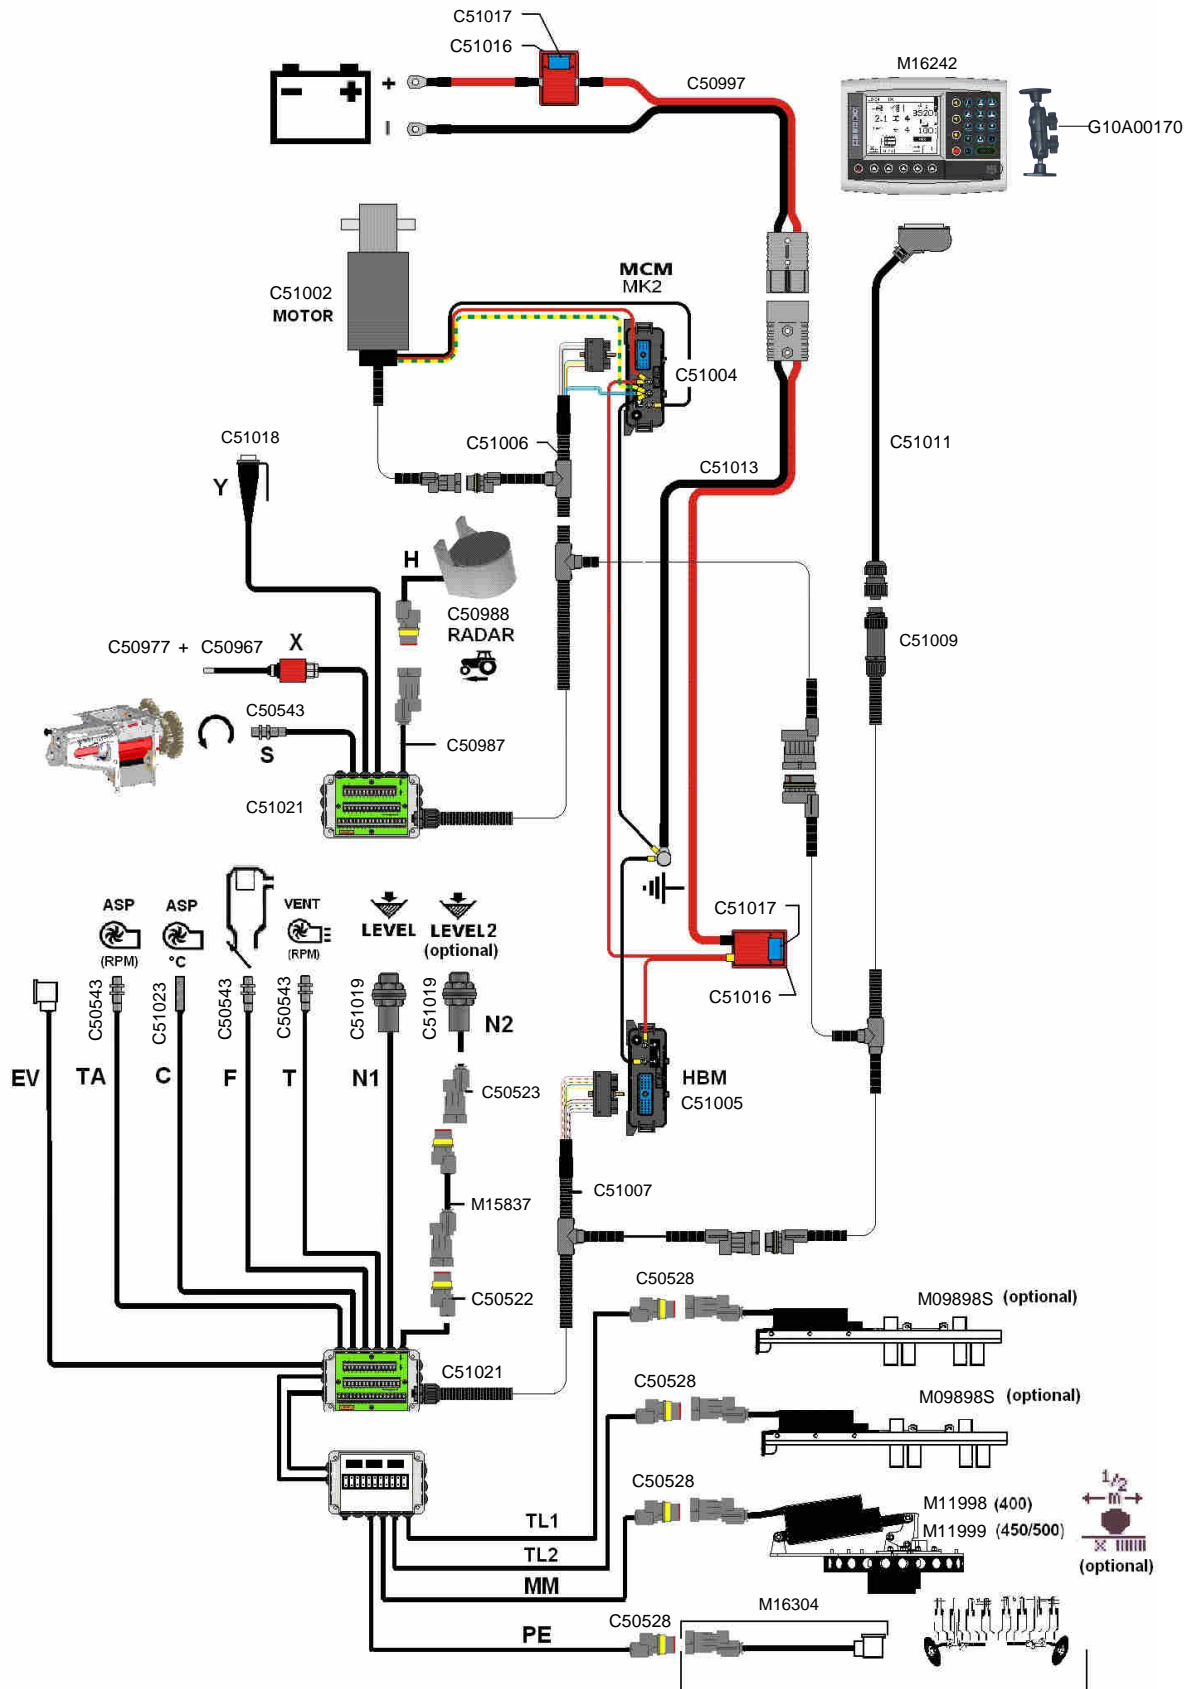 C51017
C51016
C50997
M16242
G10A00170
C51002
MOTOR
MCM
MK2
C51004
C51018
C51006
C51013
C51011
Y
H
C50988
RADAR
C51009
C50977 + C50967
X
C50543
S
C50987
C51021
ASP
(RPM)
ASP
°C
VENT
(RPM)
LEVEL
LEVEL2
(optional)
C51017
C51016
C50543
C51023
C50543
C50543
C51019
C51019
N2
EV
TA
C
F
T
N1
C50523
HBM
C51005
M15837
C51007
C50522
C50528
M09898S (optional)
C51021
C50528
M09898S (optional)
C50528
M11998 (400)
M11999 (450/500)
1/2
m
x
(optional)
TL1
TL2
MM
PE
C50528
M16304